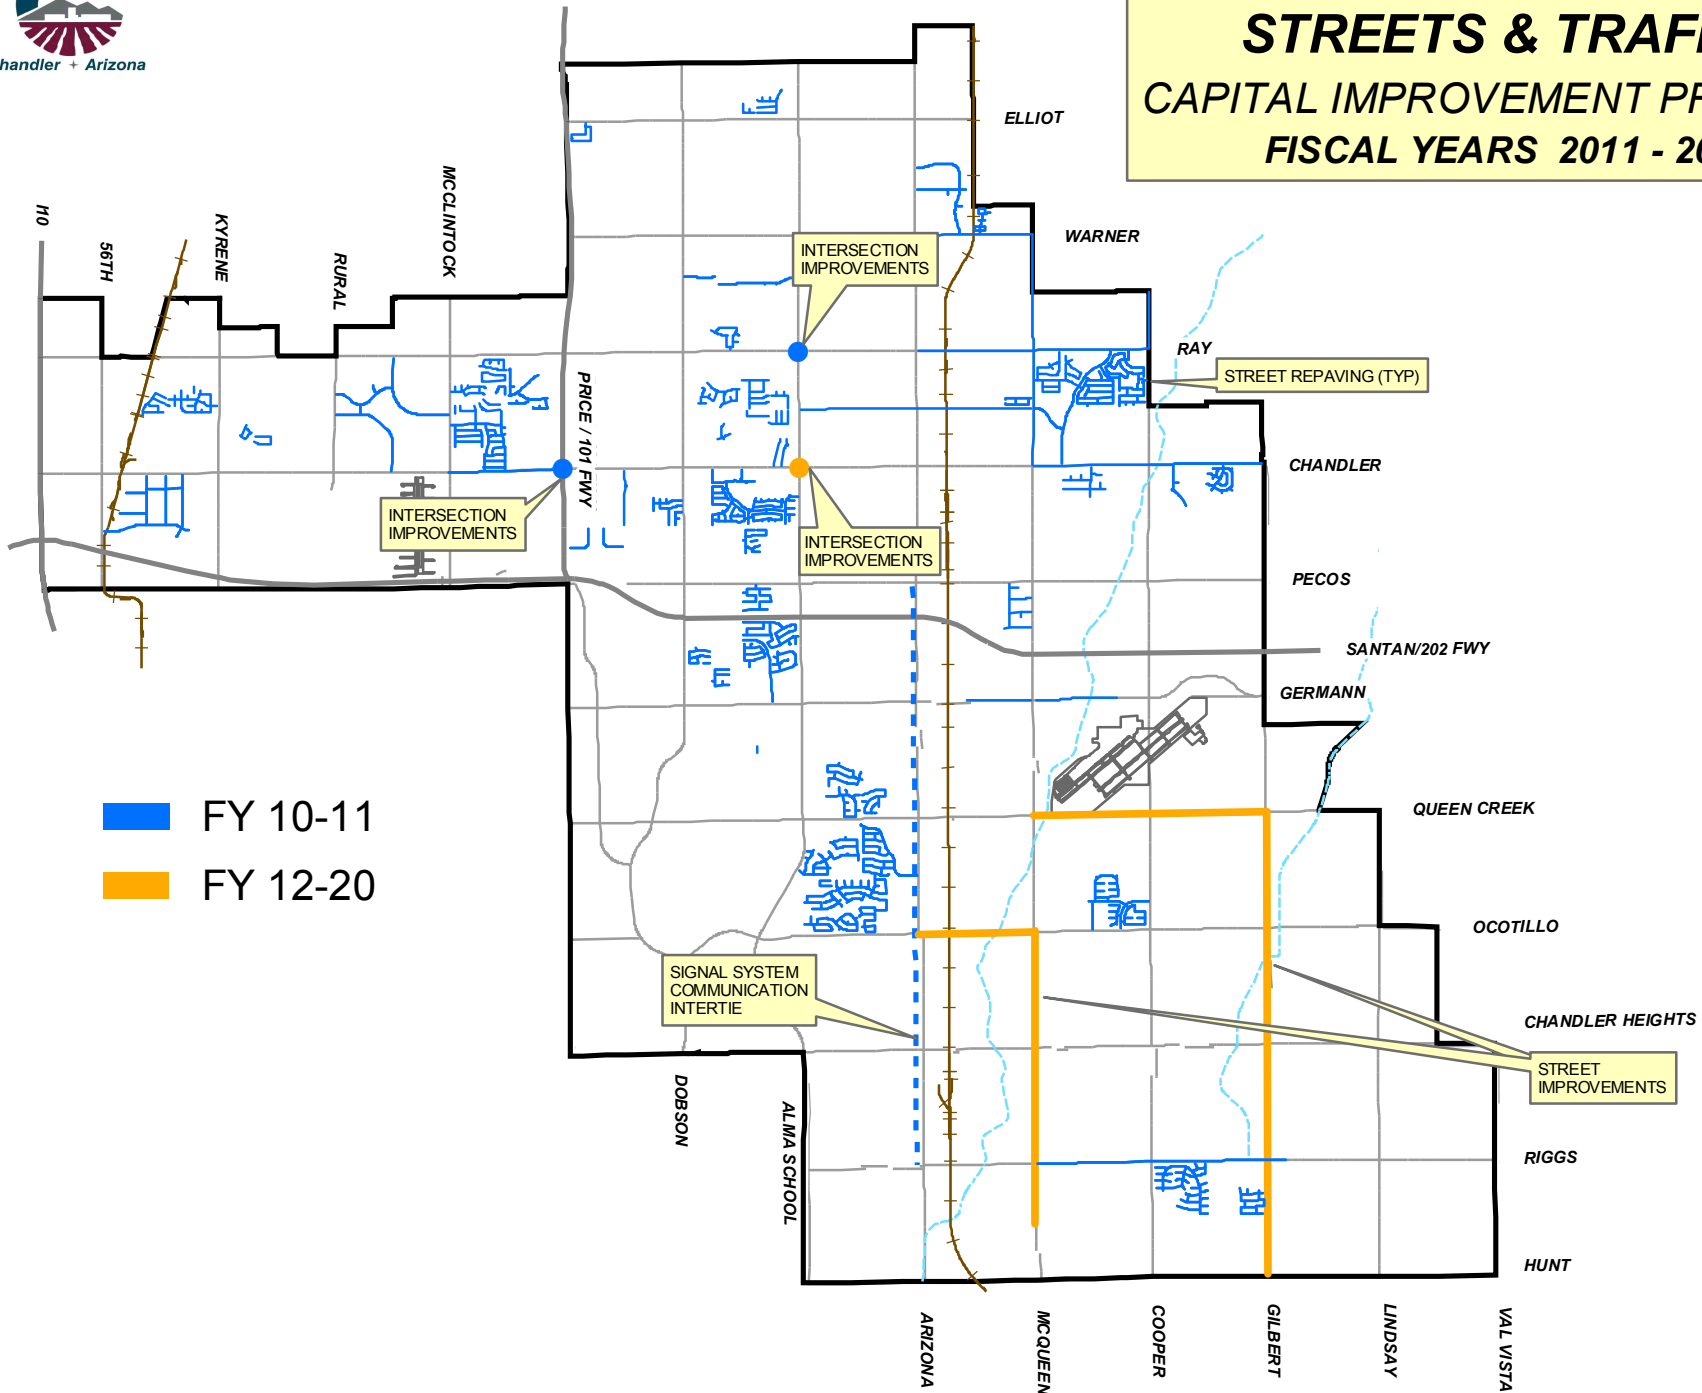 handler + Arizona
STREETS & TRAF
CAPITAL IMPROVEMENT
FISCAL YEARS 2011 - 20
ELLIOT
WARNER
RAY
CHANDLER
PECOS
SANTAN/202 FWY
GERMANN
QUEEN CREEK
OCOTILLO
CHANDLER HEIGHTS
RIGGS
HUNT
I10
56TH
KYRENE
RURAL
MCCLINTOCK
PRICE / 101 FWY
INTERSECTION
IMPROVEMENTS
STREET REPAVING (TYP)
INTERSECTION
IMPROVEMENTS
INTERSECTION
IMPROVEMENTS
FY 10-11
FY 12-20
SIGNAL SYSTEM
COMMUNICATION
INTERTIE
STREET
IMPROVEMENTS
DOBSON
ALMA SCHOOL
ARIZONA
MCQUEEN
COOPER
GILBERT
LINDSAY
VAL VISTA